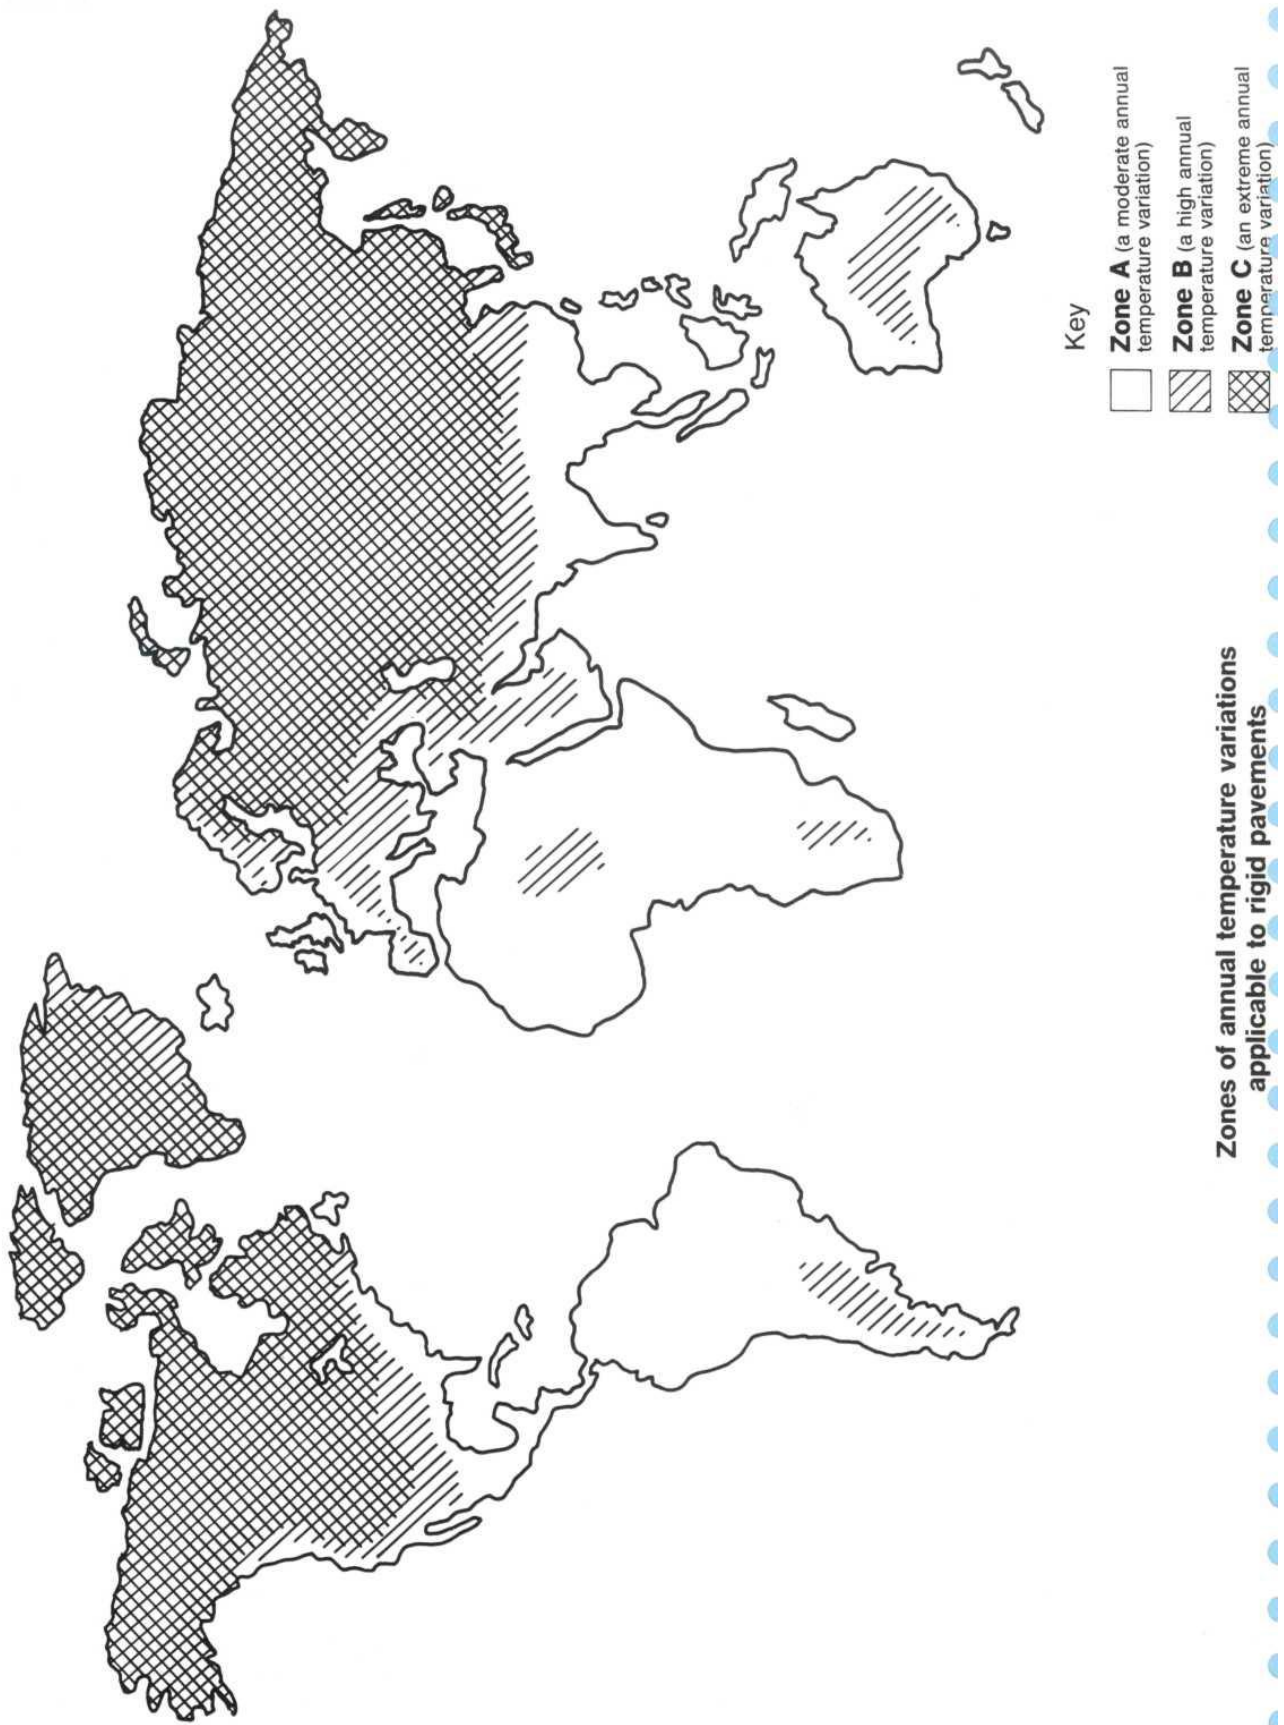 Key
Zone A (a moderate annual
temperature variation)
Zone B (a high annual
temperature variation)
Zone C (an extreme annual
temperature variation)
Zones of annual temperature variations
applicable to rigid pavements